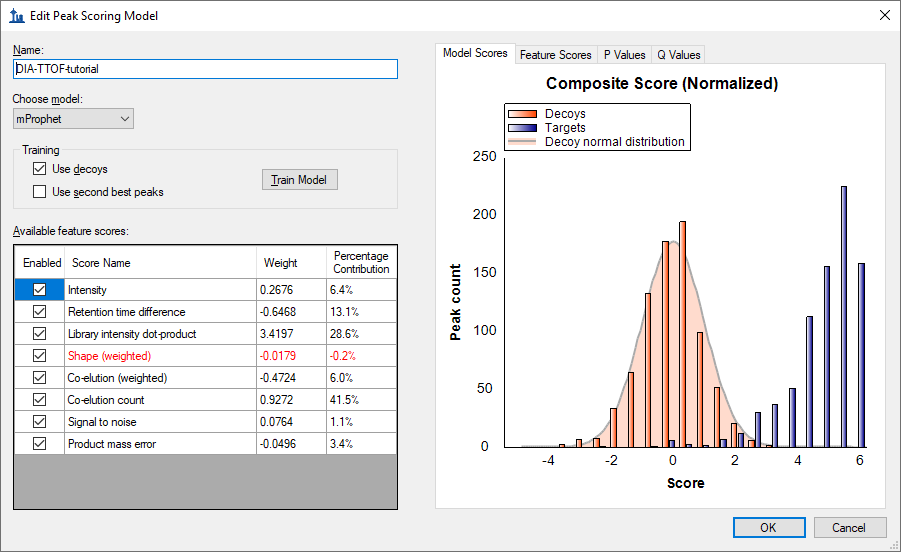 Edit Peak Scoring Model
Name:
DIA-TTOF-tutorial
Choose model:
mProphet
Training
Use decoys
Use second best peaks
Train Model
Available feature scores:
Enabled Score Name Weight Percentage Contribution
Intensity 0.2676 6.4%
Retention time difference -0.6468 13.1%
Library intensity dot-product 3.4197 28.6%
Shape (weighted) -0.0179 -0.2%
Co-elution (weighted) -0.4724 6.0%
Co-elution count 0.9272 41.5%
Signal to noise 0.0764 1.1%
Product mass error -0.0496 3.4%
Model Scores Feature Scores P Values Q Values
Composite Score (Normalized)
Decoys
Targets
Decoy normal distribution
Peak count
250
200
150
100
50
0
-4 -2 0 2 4 6
Score
OK Cancel